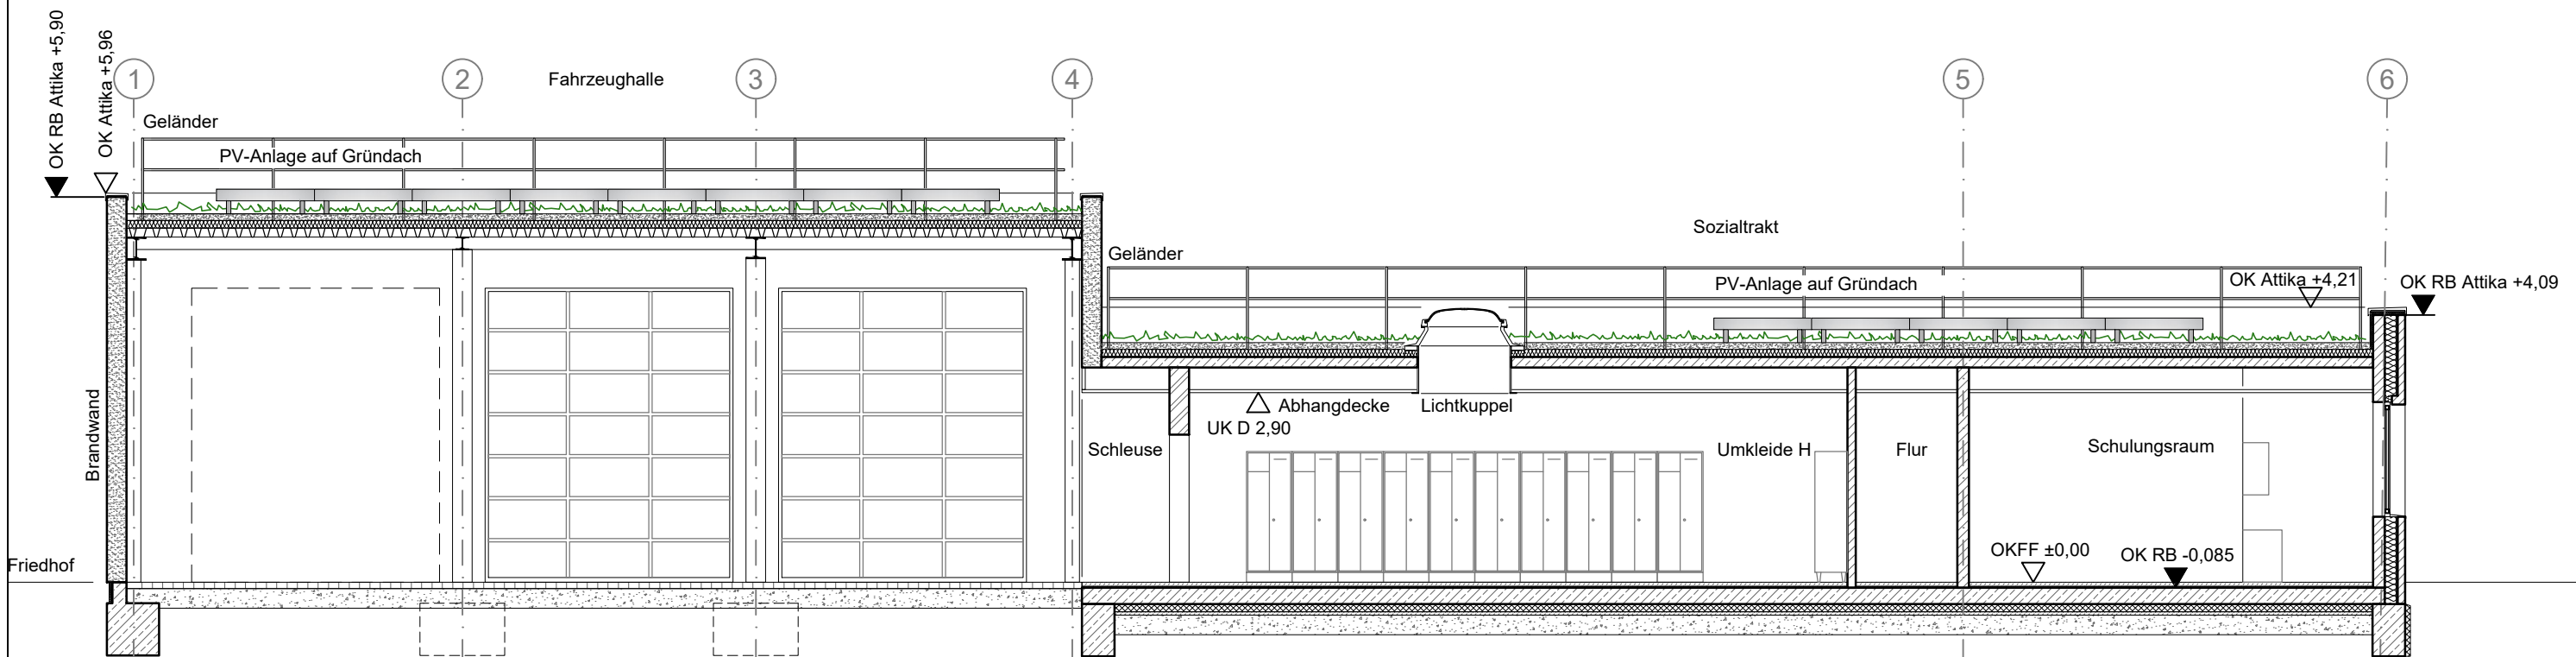 OK RB Attika +5,90
OK Attika +5,96
1
2
Fahrzeughalle
3
4
5
6
Geländer
PV-Anlage auf Gründach
Sozialtrakt
Geländer
PV-Anlage auf Gründach
OK Attika +4,21
OK RB Attika +4,09
Brandwand
Abhangdecke
Lichtkuppel
UK D 2,90
Schleuse
Umkleide H
Flur
Schulungsraum
OKFF ±0,00
OK RB -0,085
Friedhof